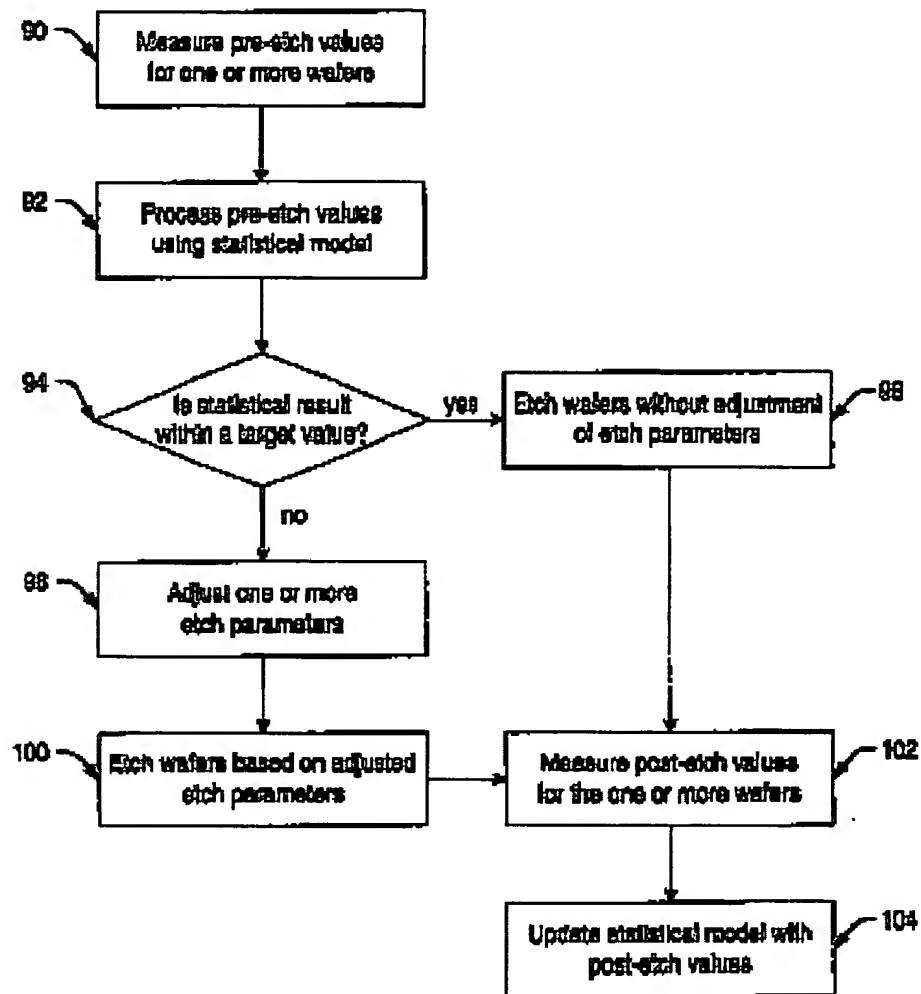 90
Measure pre-etch values
for one or more wafers
92
Process pre-etch values
using statistical model
94
Is statistical result
within a target value?
yes
Etch wafers without adjustment
of etch parameters
no
Adjust one or more
etch parameters
100
Etch wafers based on adjusted
etch parameters
Measure post-etch values
for the one or more wafers
102
Update statistical model with
post-etch values
104